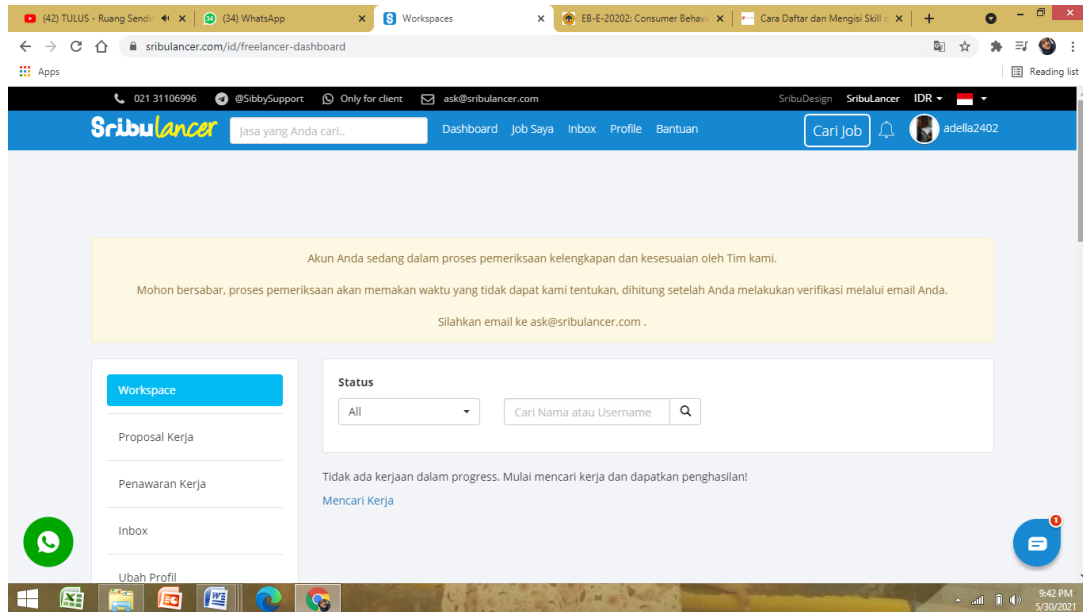 (42) TULUS - Ruang Sendi
(34) WhatsApp
Workspaces
EB-E-20202: Consumer Behavi
Cara Daftar dan Mengisi Skill d
sribulancer.com/id/freelancer-dashboard
Apps
Reading list
021 31106996
@SibbySupport
Only for client
ask@sribulancer.com
SribuDesign
SribuLancer
IDR
Sribulancer
Jasa yang Anda cari..
Dashboard
Job Saya
Inbox
Profile
Bantuan
Cari Job
adella2402
Akun Anda sedang dalam proses pemeriksaan kelengkapan dan kesesuaian oleh Tim kami.
Mohon bersabar, proses pemeriksaan akan memakan waktu yang tidak dapat kami tentukan, dihitung setelah Anda melakukan verifikasi melalui email Anda.
Silahkan email ke ask@sribulancer.com .
Workspace
Proposal Kerja
Penawaran Kerja
Inbox
Ubah Profil
Status
All
Cari Nama atau Username
Tidak ada kerjaan dalam progress. Mulai mencari kerja dan dapatkan penghasilan!
Mencari Kerja
1
9:42 PM
5/30/2021